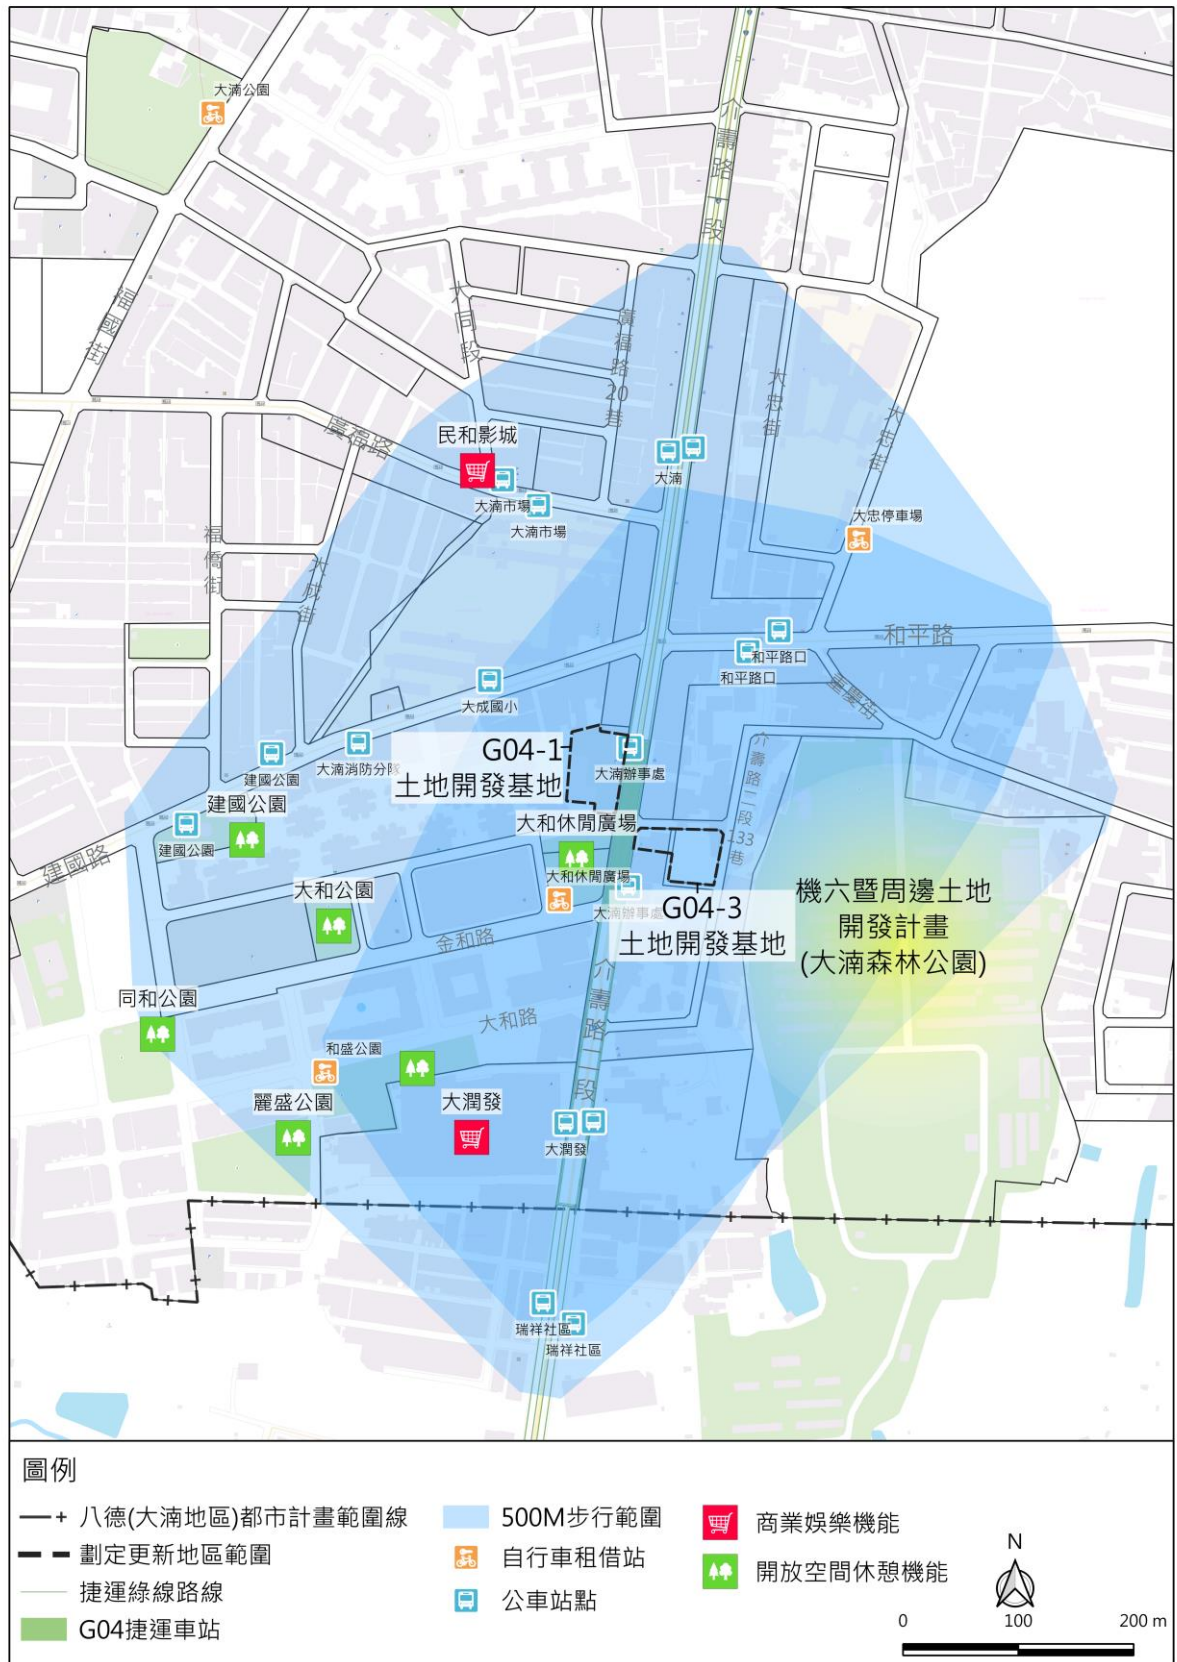 大湳公園
介壽路一段
福國街
大同段
廣福路20巷
大忠街
大忠街
廣福路
民和影城
大湳
大湳市場
大湳市場
大忠停車場
福僑街
大成街
和平路
和平路口
和平路口
重慶街
大成國小
大湳消防分隊
建國公園
G04-1
土地開發基地
大湳辦事處
介壽路二段133巷
建國公園
建國公園
建國路
大和休閒廣場
大和休閒廣場
大湳辦事處
G04-3
土地開發基地
機六暨周邊土地
開發計畫
(大湳森林公園)
大和公園
金和路
同和公園
大和路
介壽路二段
和盛公園
麗盛公園
大潤發
大潤發
瑞祥社區
瑞祥社區
圖例
八德(大湳地區)都市計畫範圍線
劃定更新地區範圍
捷運綠線路線
G04捷運車站
500M步行範圍
自行車租借站
公車站點
商業娛樂機能
開放空間休憩機能
N
0 100 200 m